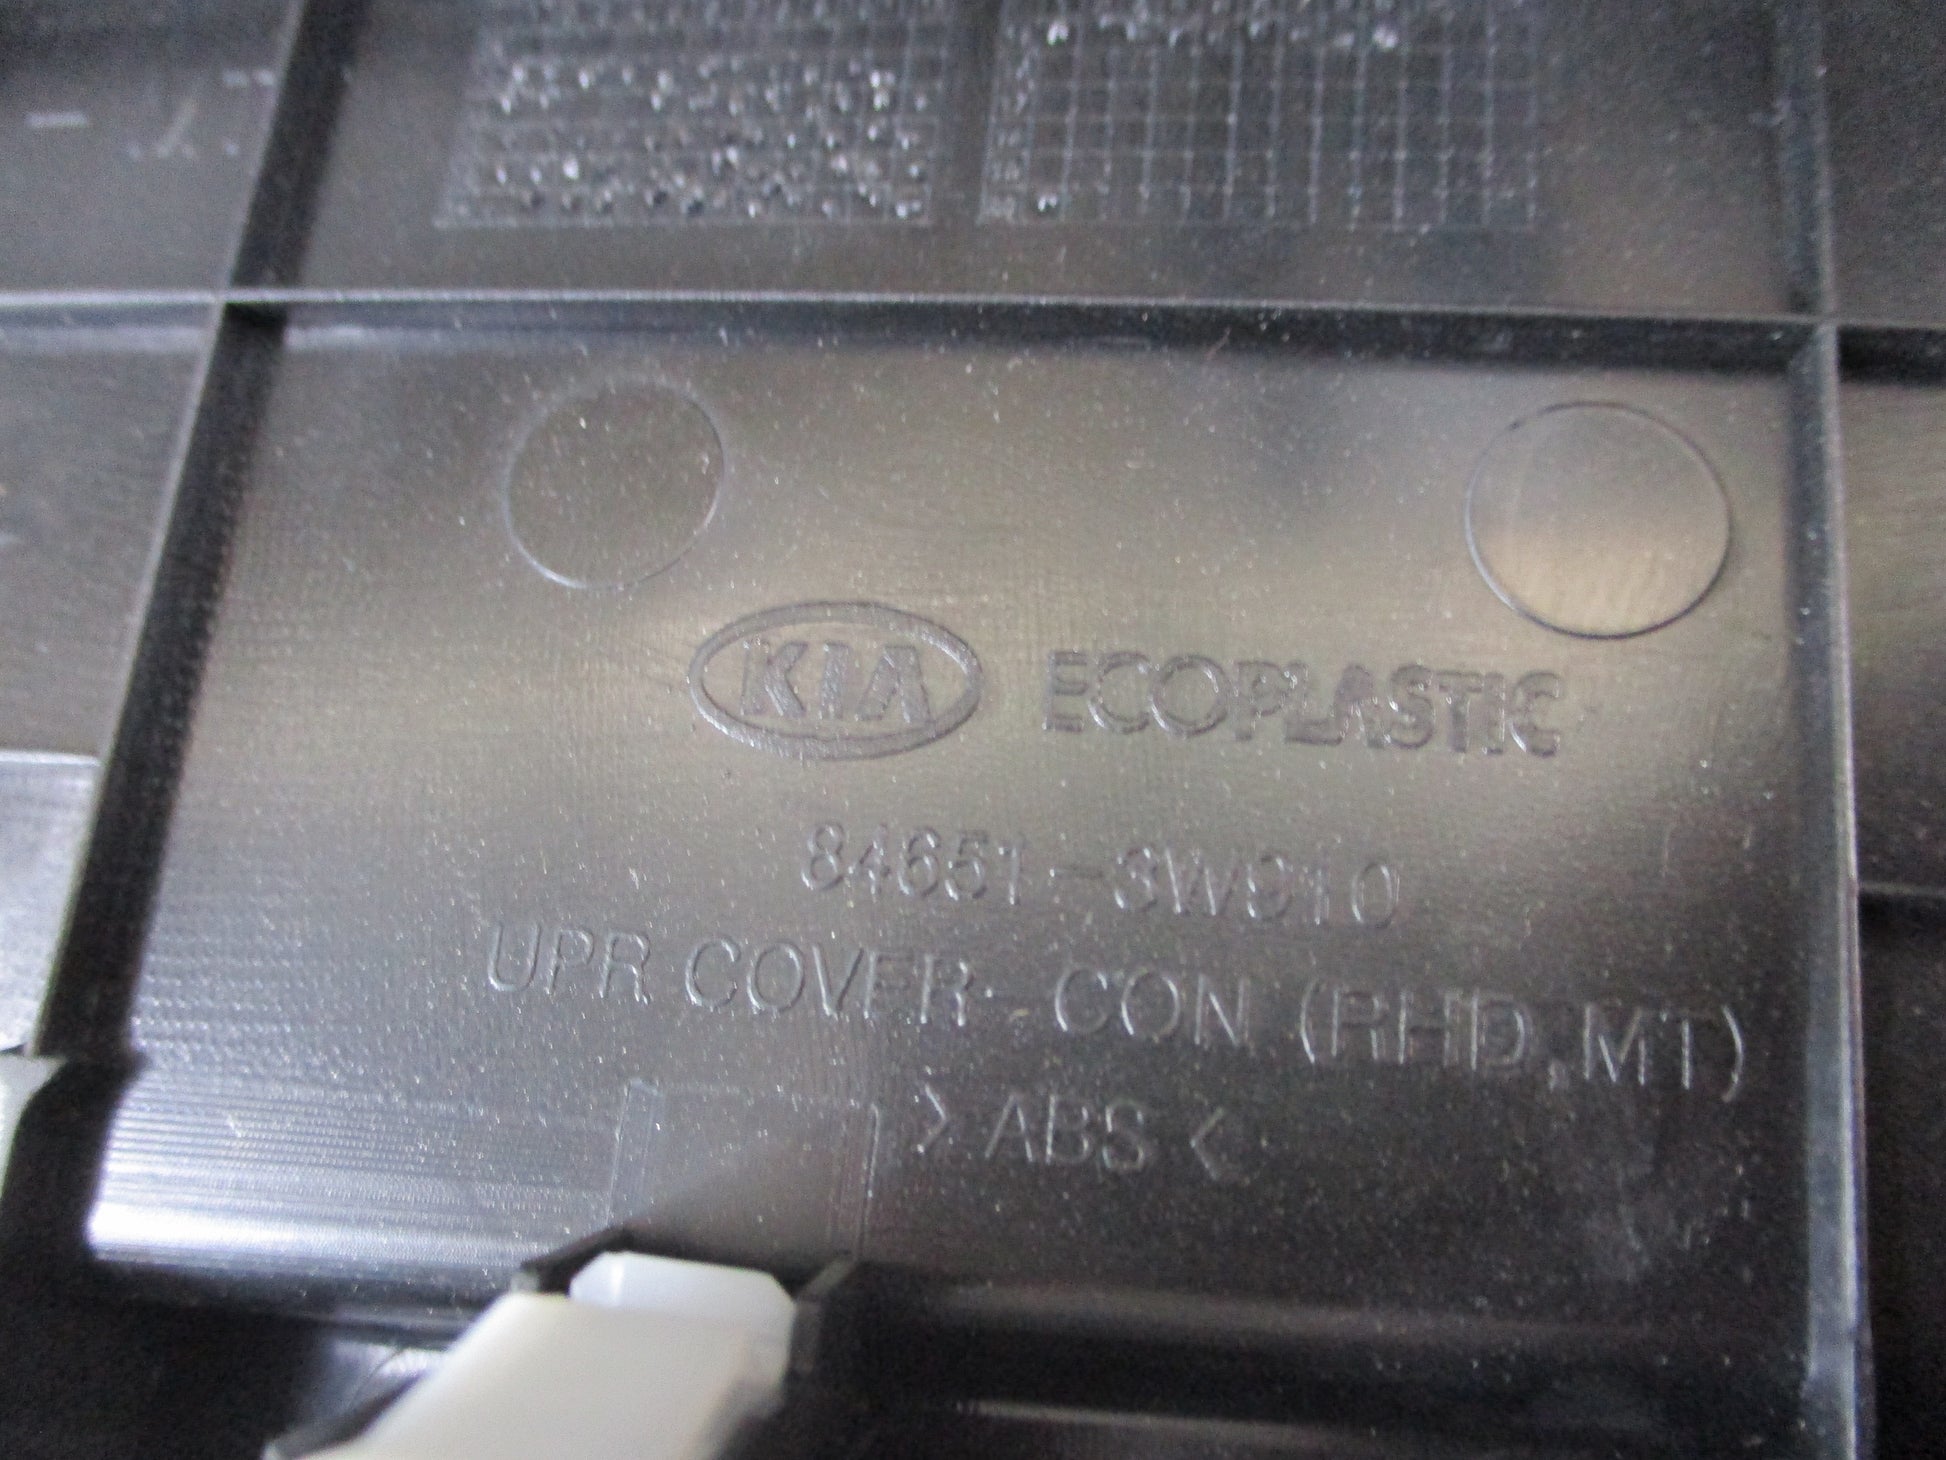 KIA ECOPLASTIC
84651-3W910
UPR COVER-CON (RHD,MT)
>ABS<